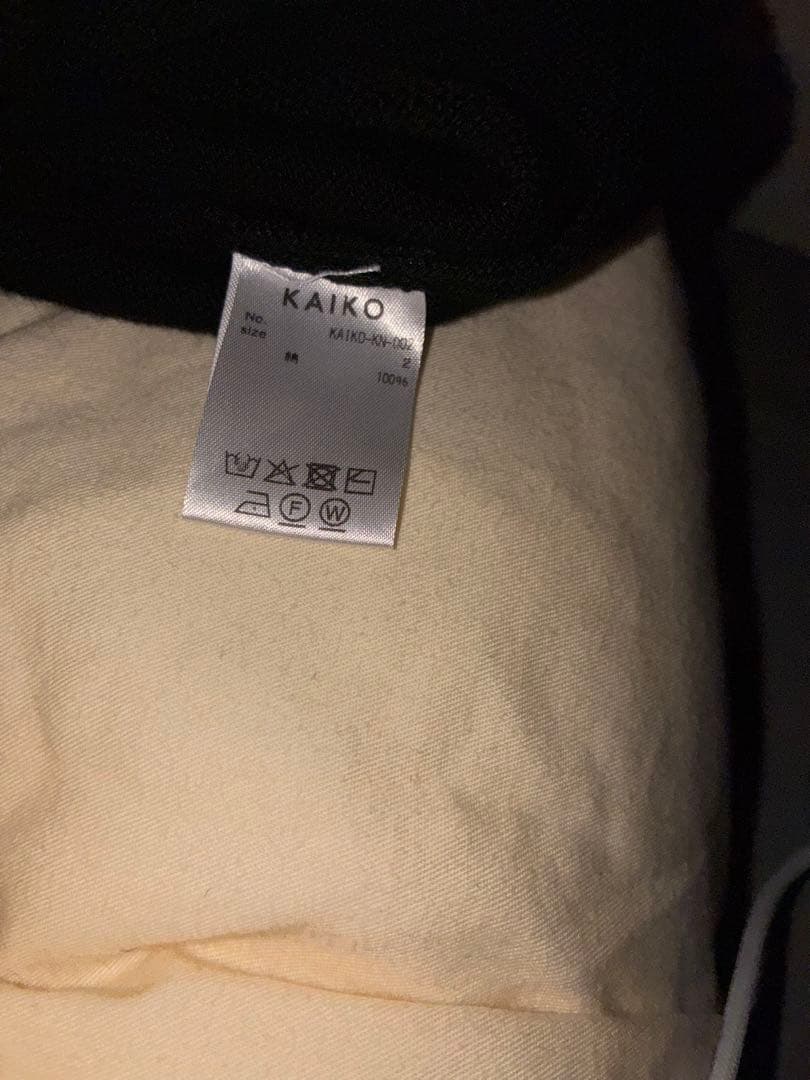 KAIKO
No. KAIKO-KN-002
size 2
綿 100%
F W